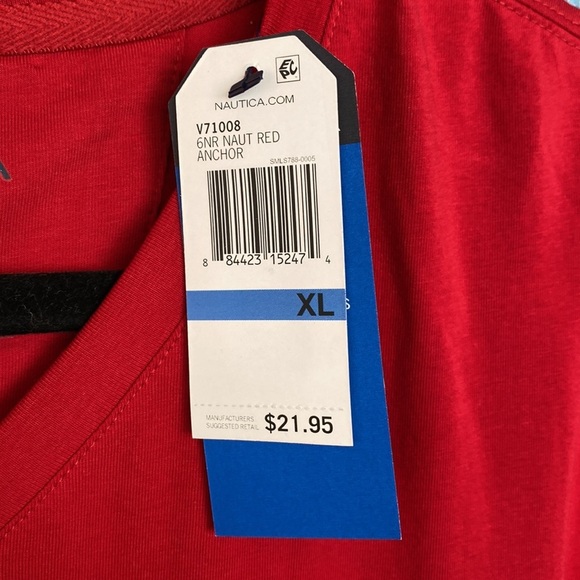 NAUTICA.COM
V71008
6NR NAUT RED
ANCHOR
SMLS788-0005
8 84423 15247 4
XL
S
MANUFACTURERS
SUGGESTED RETAIL $21.95